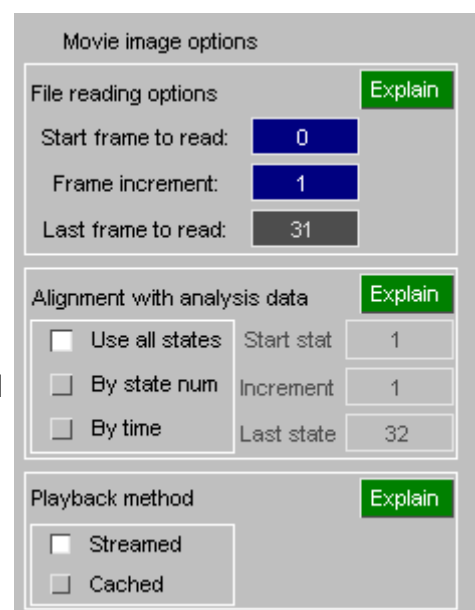 Movie image options
File reading options Explain
Start frame to read: 0
Frame increment: 1
Last frame to read: 31
Alignment with analysis data Explain
Use all states Start stat 1
By state num Increment 1
By time Last state 32
Playback method Explain
Streamed
Cached